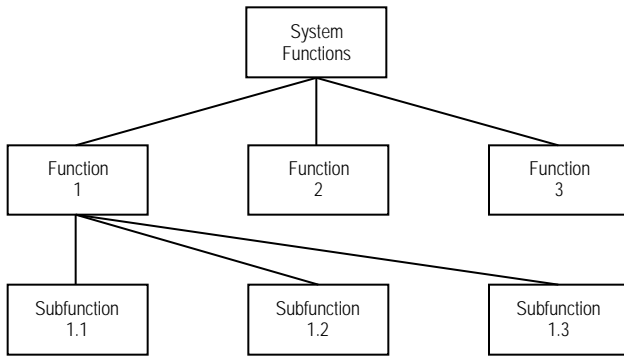 System
Functions
Function
1
Function
2
Function
3
Subfunction
1.1
Subfunction
1.2
Subfunction
1.3